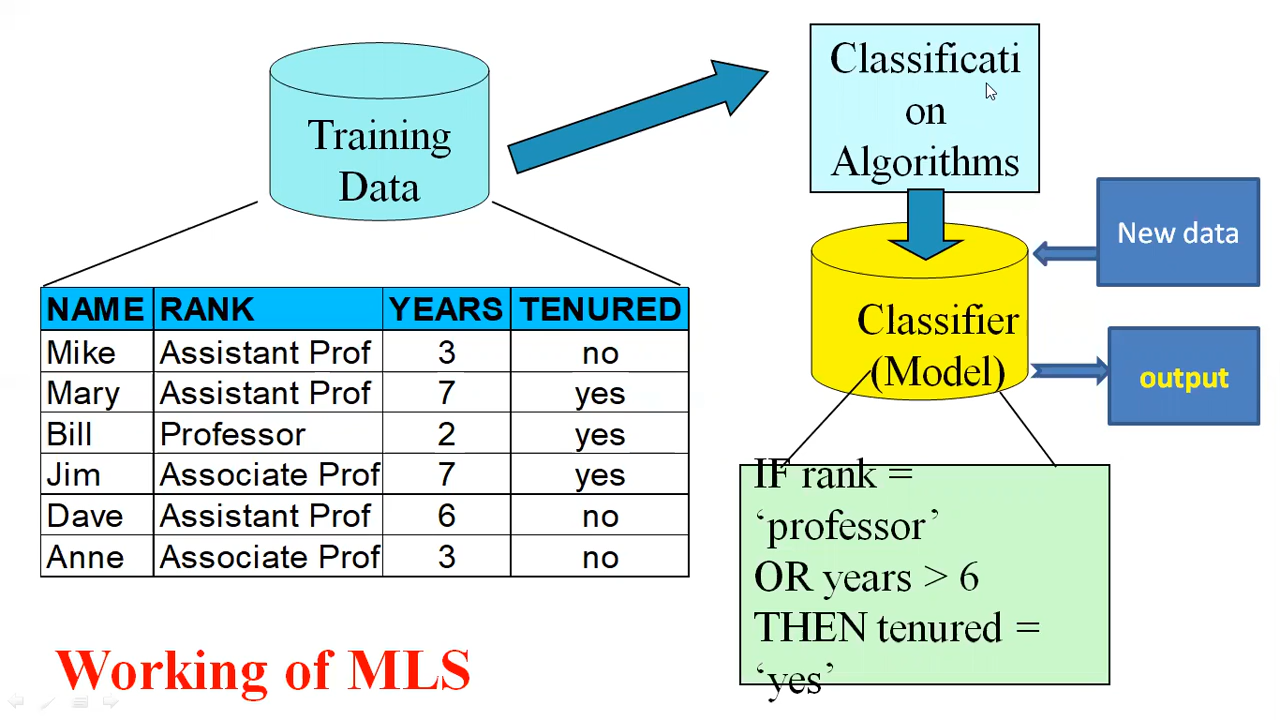 Training
Data
Classificati
on
Algorithms
New data
Classifier
(Model)
output
NAME RANK YEARS TENURED
Mike Assistant Prof 3 no
Mary Assistant Prof 7 yes
Bill Professor 2 yes
Jim Associate Prof 7 yes
Dave Assistant Prof 6 no
Anne Associate Prof 3 no
IF rank =
‘professor’
OR years > 6
THEN tenured =
‘yes’
Working of MLS